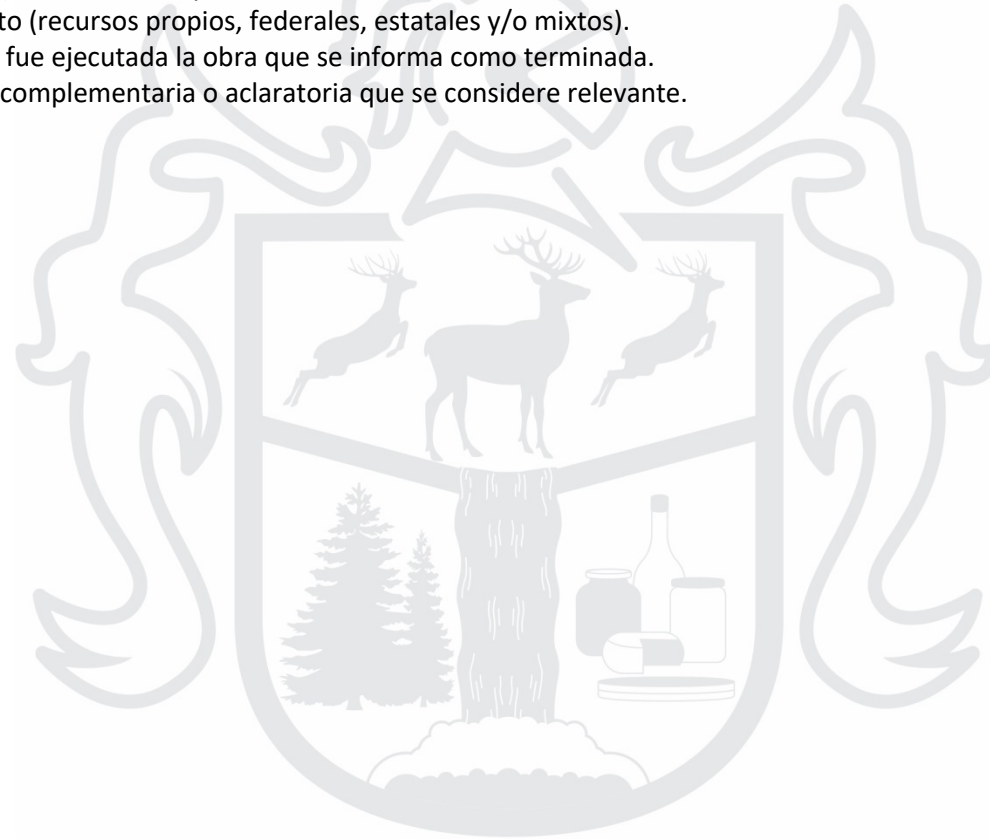 to (recursos propios, federales, estatales y/o mixtos).
fue ejecutada la obra que se informa como terminada.
complementaria o aclaratoria que se considere relevante.